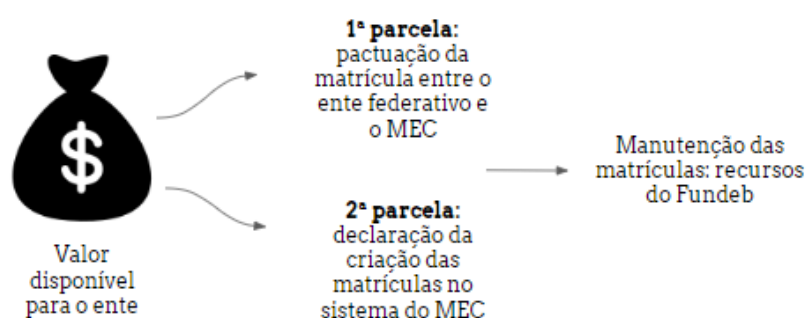 $
Valor
disponível
para o ente
1ª parcela:
pactuação da
matrícula entre o
ente federativo e
o MEC
2ª parcela:
declaração da
criação das
matrículas no
sistema do MEC
Manutenção das
matrículas: recursos
do Fundeb